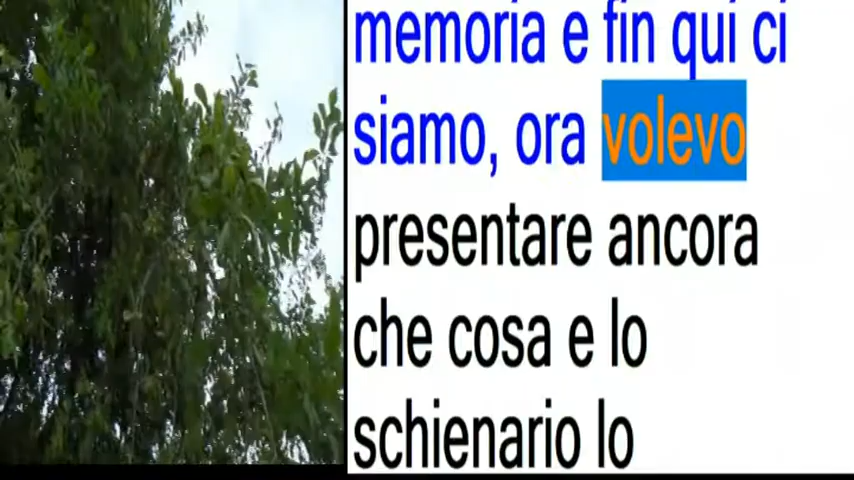 memoria e fin qui ci
siamo, ora volevo
presentare ancora
che cosa e lo
schienario lo